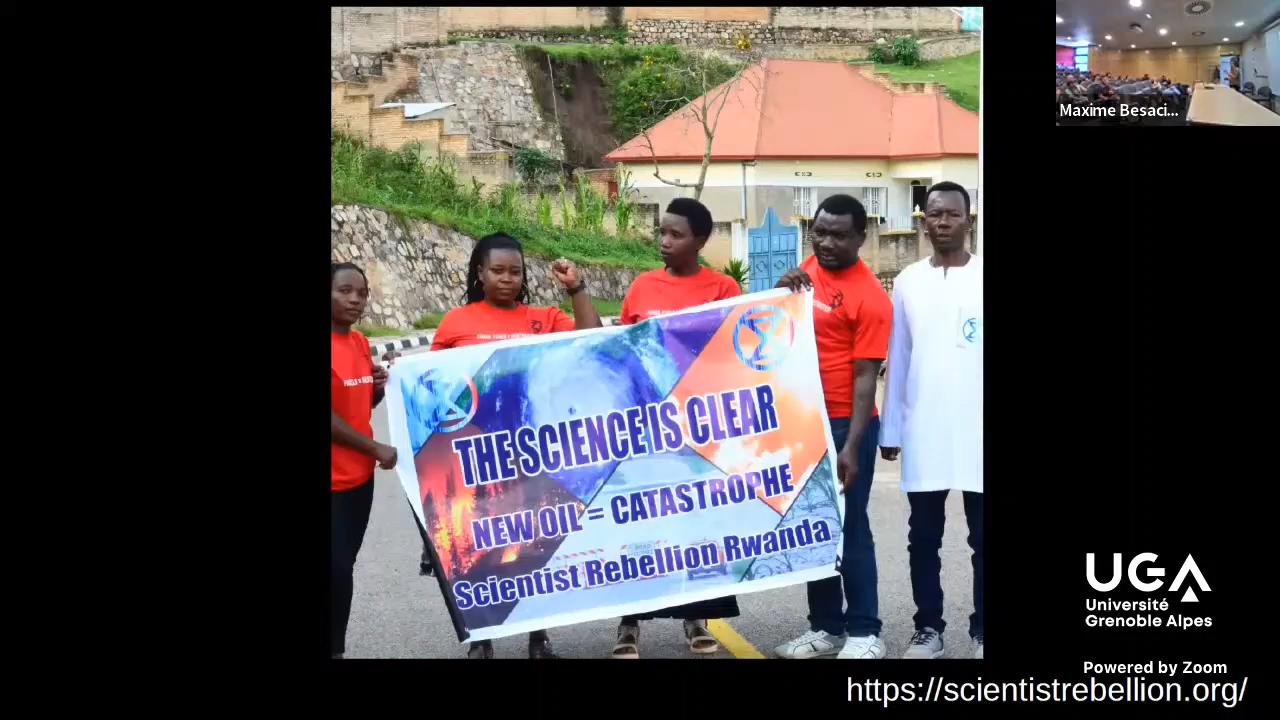 Maxime Besaci...
THE SCIENCE IS CLEAR
NEW OIL = CATASTROPHE
Scientist Rebellion Rwanda
UGA
Université
Grenoble Alpes
Powered by Zoom
https://scientistrebellion.org/